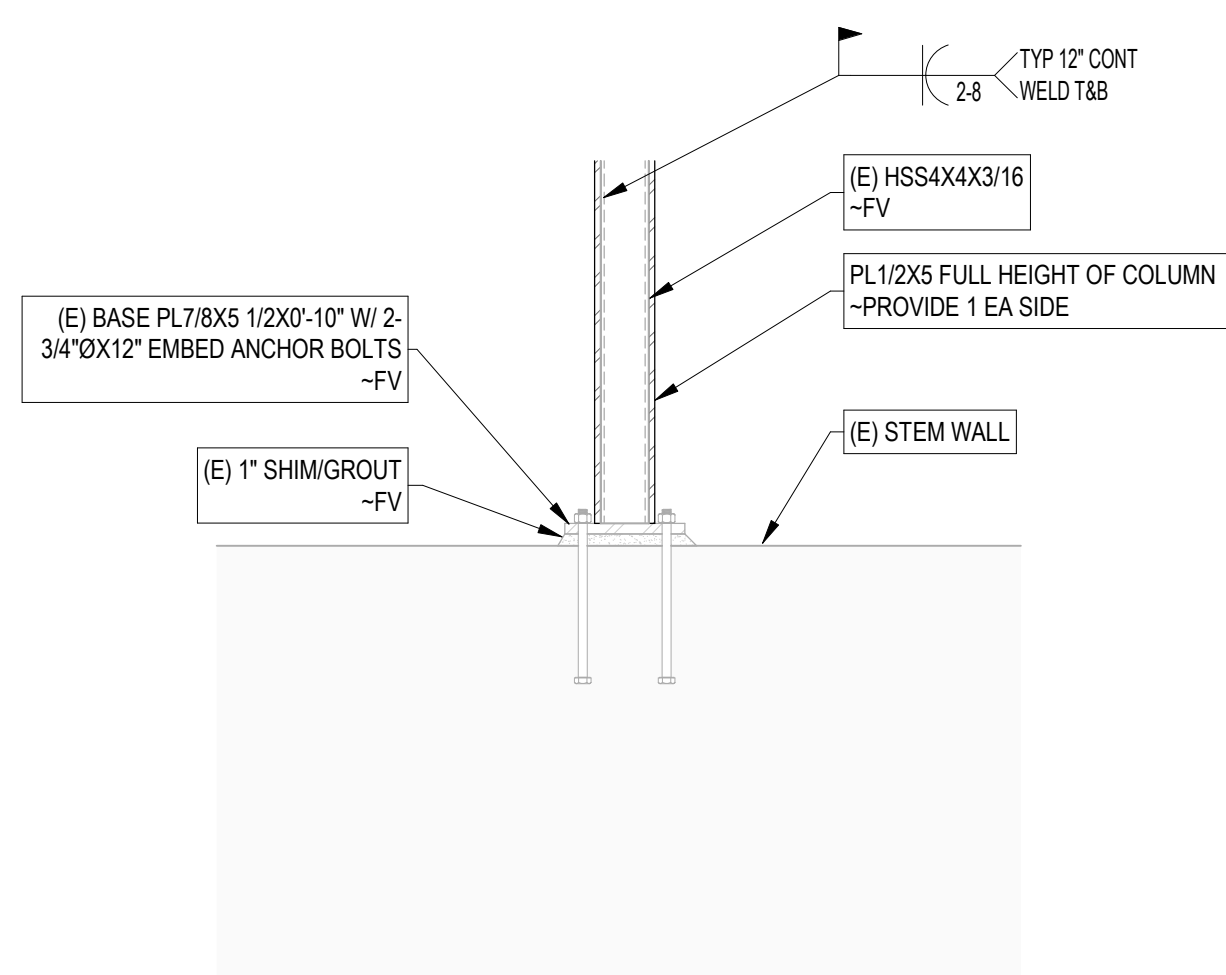 TYP 12" CONT
WELD T&B
2-8
(E) HSS4X4X3/16
~FV
PL1/2X5 FULL HEIGHT OF COLUMN
~PROVIDE 1 EA SIDE
(E) BASE PL7/8X5 1/2X0'-10" W/ 2-
3/4"ØX12" EMBED ANCHOR BOLTS
~FV
(E) STEM WALL
(E) 1" SHIM/GROUT
~FV